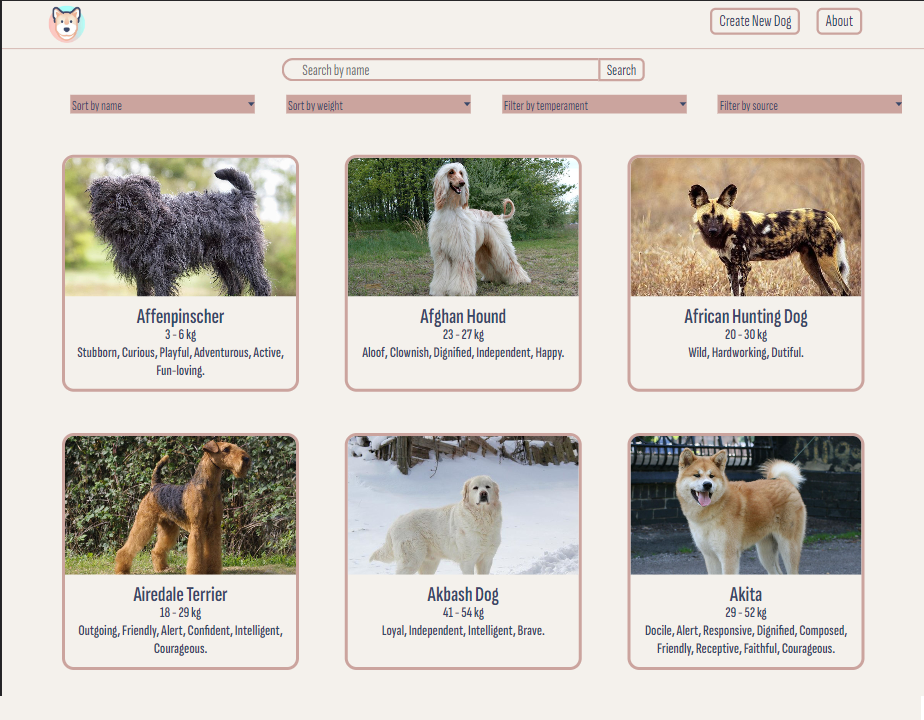 Create New Dog
About
Search by name
Search
Sort by name
Sort by weight
Filter by temperament
Filter by source
Affenpinscher
3 - 6 kg
Stubborn, Curious, Playful, Adventurous, Active,
Fun-loving.
Afghan Hound
23 - 27 kg
Aloof, Clownish, Dignified, Independent, Happy.
African Hunting Dog
20 - 30 kg
Wild, Hardworking, Dutiful.
Airedale Terrier
18 - 29 kg
Outgoing, Friendly, Alert, Confident, Intelligent,
Courageous.
Akbash Dog
41 - 54 kg
Loyal, Independent, Intelligent, Brave.
Akita
29 - 52 kg
Docile, Alert, Responsive, Dignified, Composed,
Friendly, Receptive, Faithful, Courageous.